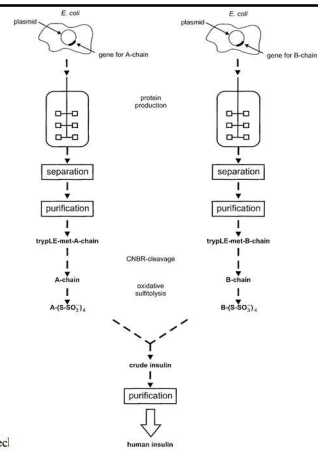 E. coli E. coli
plasmid plasmid
gene for A-chain gene for B-chain
protein
production
separation separation
purification purification
trypLE-met-A-chain trypLE-met-B-chain
CNBR-cleavage
A-chain B-chain
oxidative
sulfitolysis
A-(S-SO₃⁻)₄ B-(S-SO₃⁻)₄
crude insulin
purification
human insulin